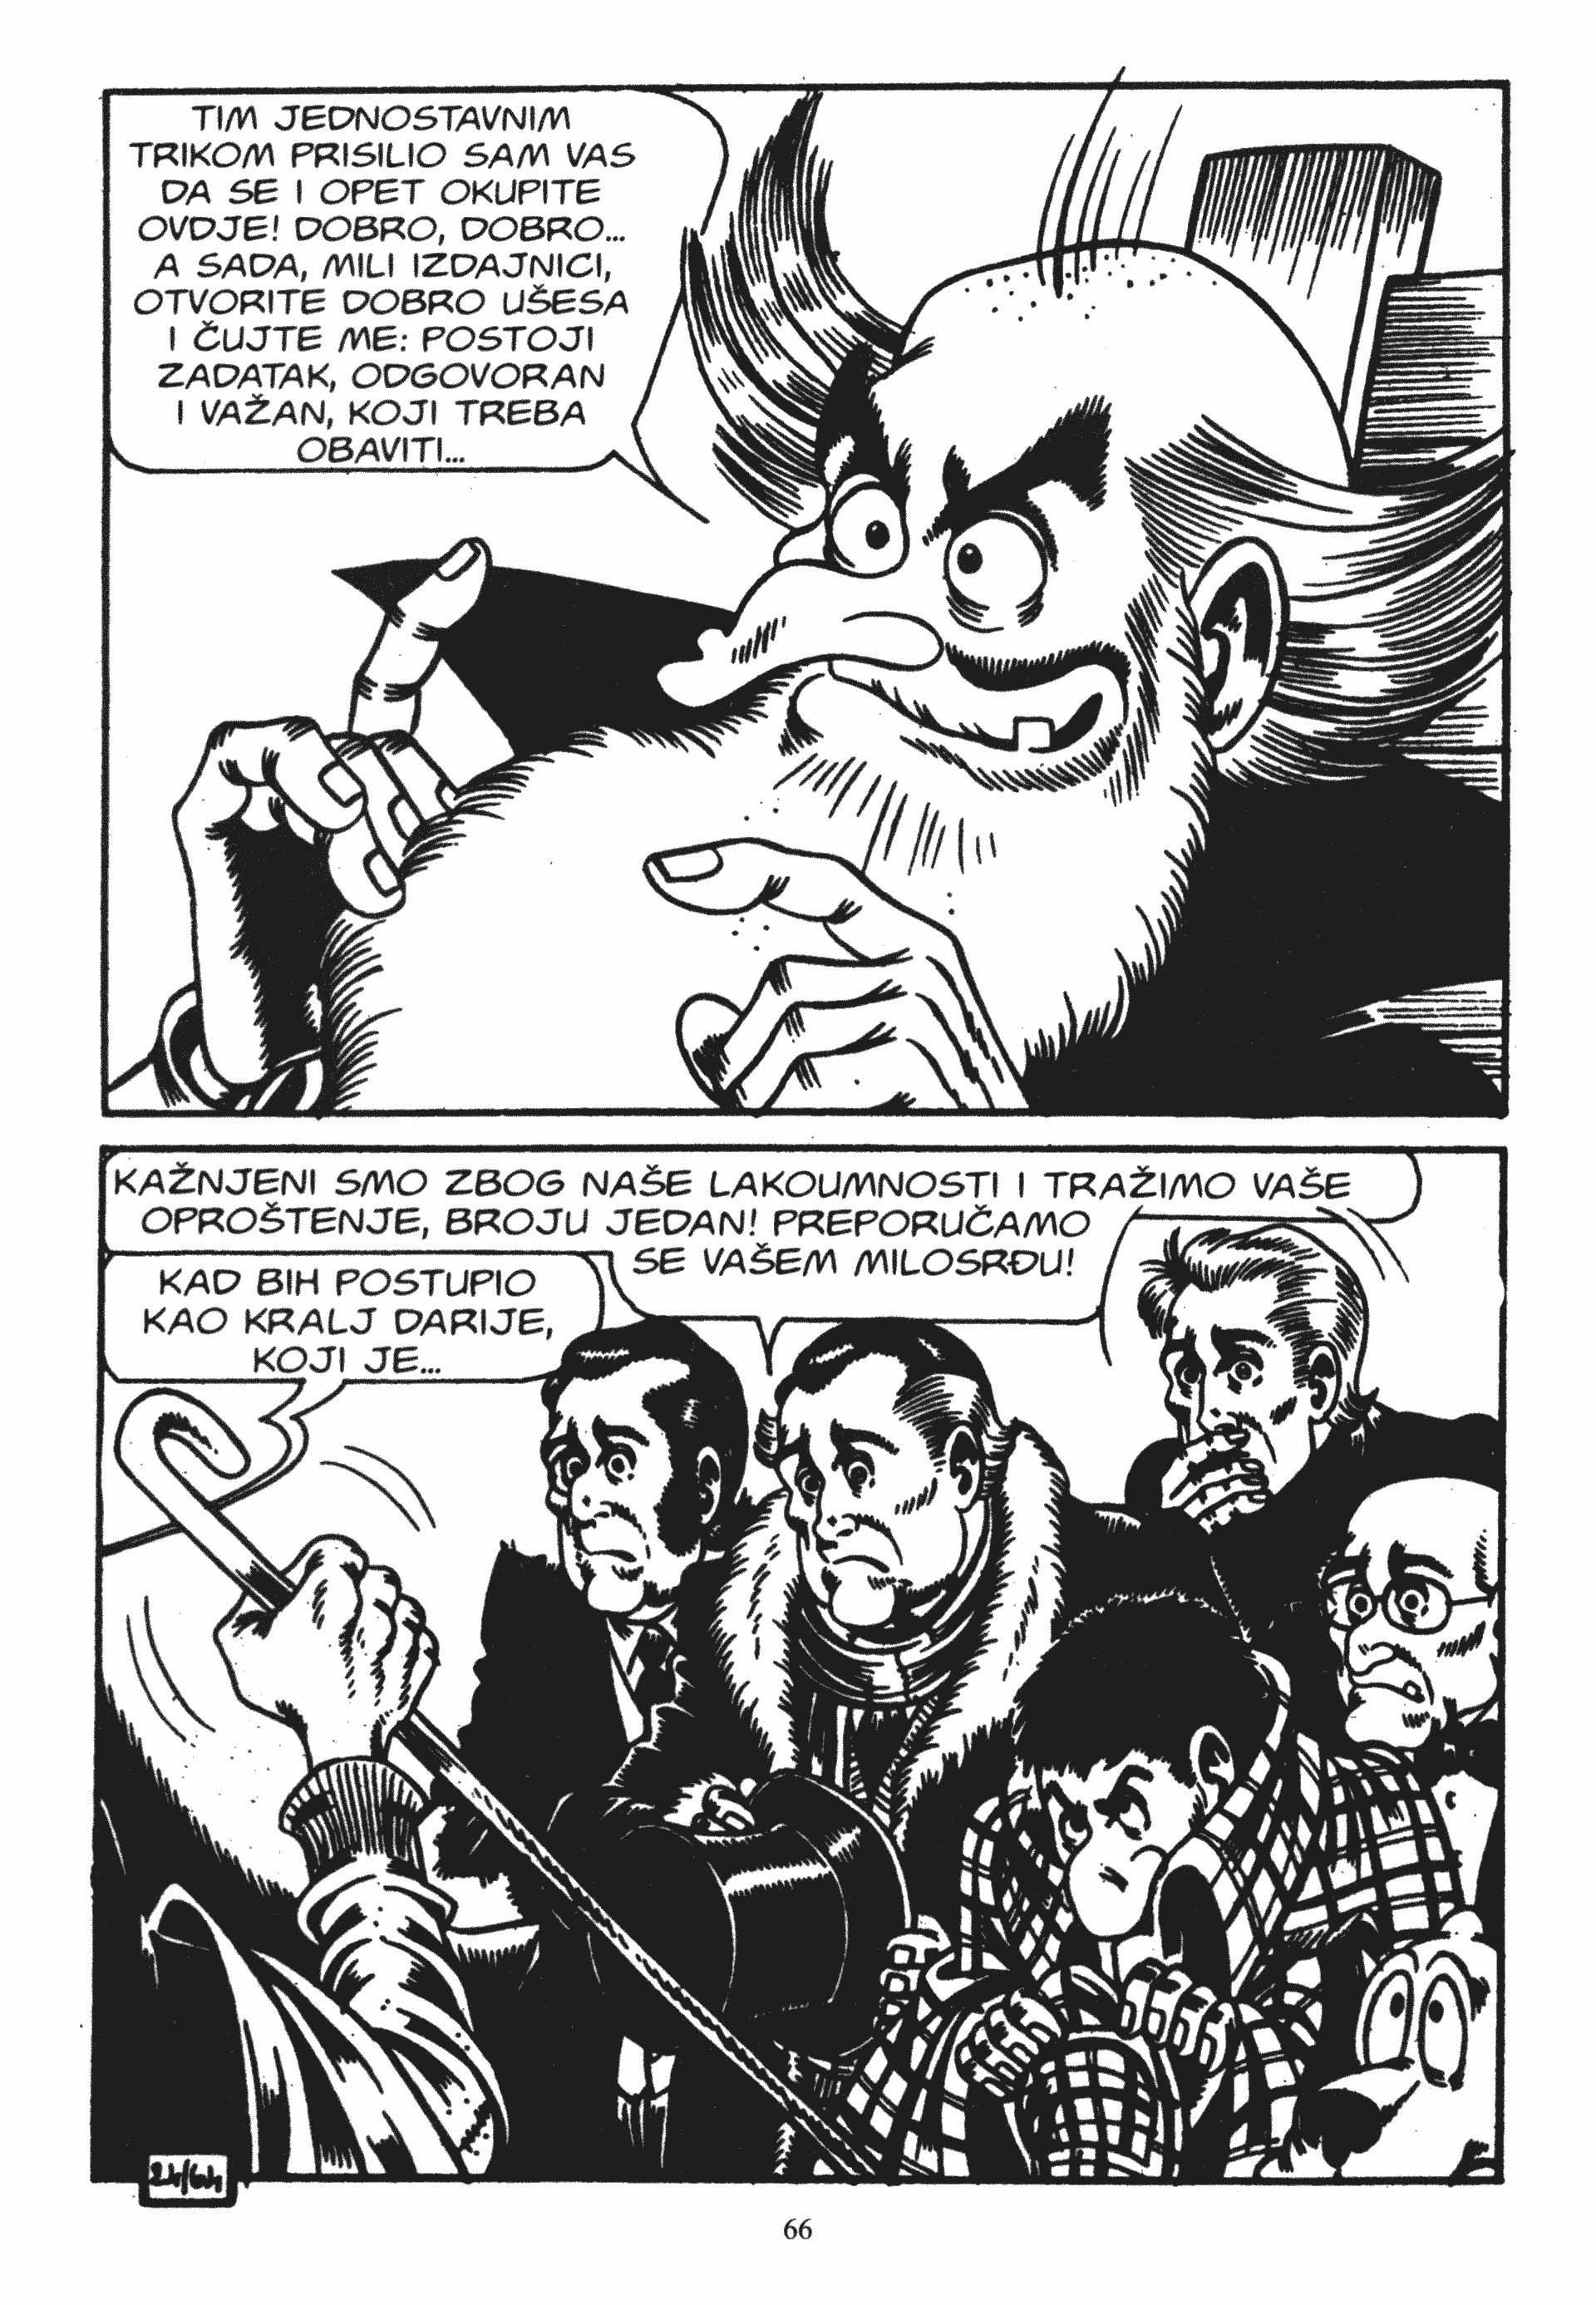 TIM JEDNOSTAVNIM
TRIKOM PRISILIO SAM VAS
DA SE I OPET OKUPITE
OVDJE! DOBRO, DOBRO...
A SADA, MILI IZDAJNICI,
OTVORITE DOBRO UŠESA
I ČUJTE ME: POSTOJI
ZADATAK, ODGOVORAN
I VAŽAN, KOJI TREBA
OBAVITI...
KAŽNJENI SMO ZBOG NAŠE LAKOUMNOSTI I TRAŽIMO VAŠE
OPROŠTENJE, BROJU JEDAN! PREPORUČAMO
SE VAŠEM MILOSRĐU!
KAD BIH POSTUPIO
KAO KRALJ DARIJE,
KOJI JE...
24/64
66